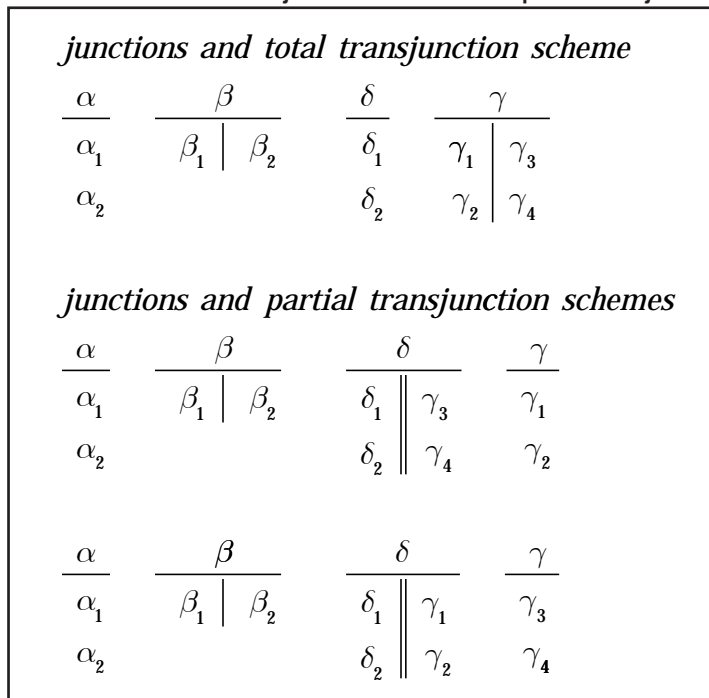 junctions and total transjunction scheme
α β δ γ
α₁ β₁ β₂ δ₁ γ₁ γ₃
α₂ δ₂ γ₂ γ₄
junctions and partial transjunction schemes
α β δ γ
α₁ β₁ β₂ δ₁ γ₃ γ₁
α₂ δ₂ γ₄ γ₂
α β δ γ
α₁ β₁ β₂ δ₁ γ₁ γ₃
α₂ δ₂ γ₂ γ₄